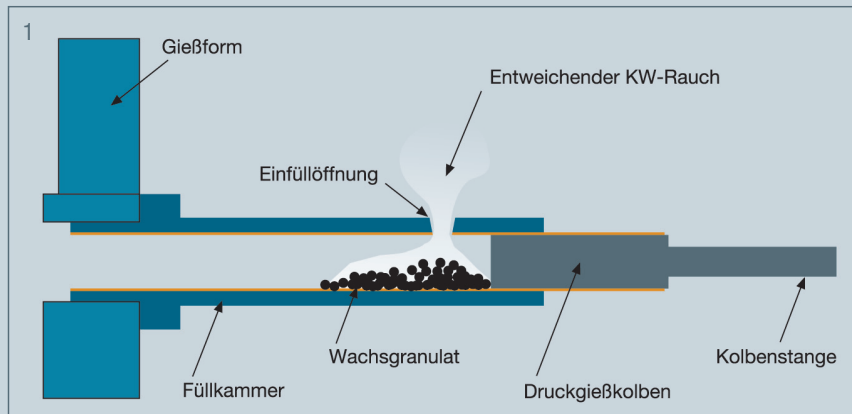 1
Gießform
Entweichender KW-Rauch
Einfüllöffnung
Wachsgranulat
Füllkammer
Druckgießkolben
Kolbenstange